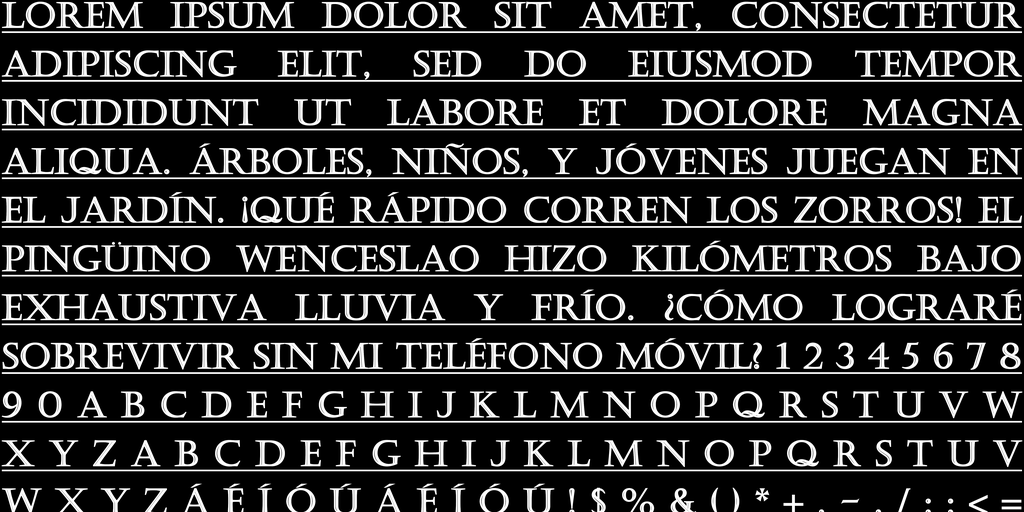 LOREM IPSUM DOLOR SIT AMET, CONSECTETUR
ADIPISCING ELIT, SED DO EIUSMOD TEMPOR
INCIDIDUNT UT LABORE ET DOLORE MAGNA
ALIQUA. ÁRBOLES, NIÑOS, Y JÓVENES JUEGAN EN
EL JARDÍN. ¡QUÉ RÁPIDO CORREN LOS ZORROS! EL
PINGÜINO WENCESLAO HIZO KILÓMETROS BAJO
EXHAUSTIVA LLUVIA Y FRÍO. ¿CÓMO LOGRARÉ
SOBREVIVIR SIN MI TELÉFONO MÓVIL? 1 2 3 4 5 6 7 8
9 0 A B C D E F G H I J K L M N O P Q R S T U V W
X Y Z A B C D E F G H I J K L M N O P Q R S T U V
W X Y Z Á É Í Ó Ú Á É Í Ó Ú ! $ % & ( ) * + , - . / : ; < =